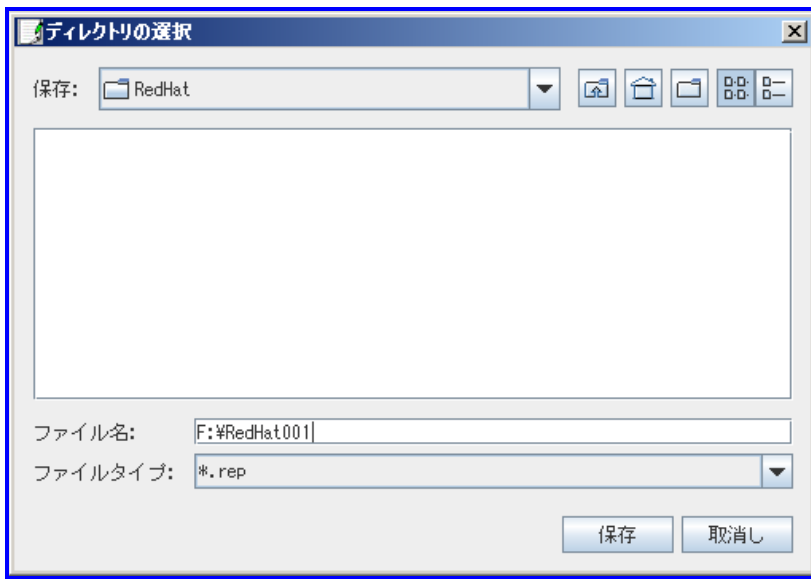 ディレクトリの選択
保存: RedHat
ファイル名: F:¥RedHat001
ファイルタイプ: *.rep
保存 取消し